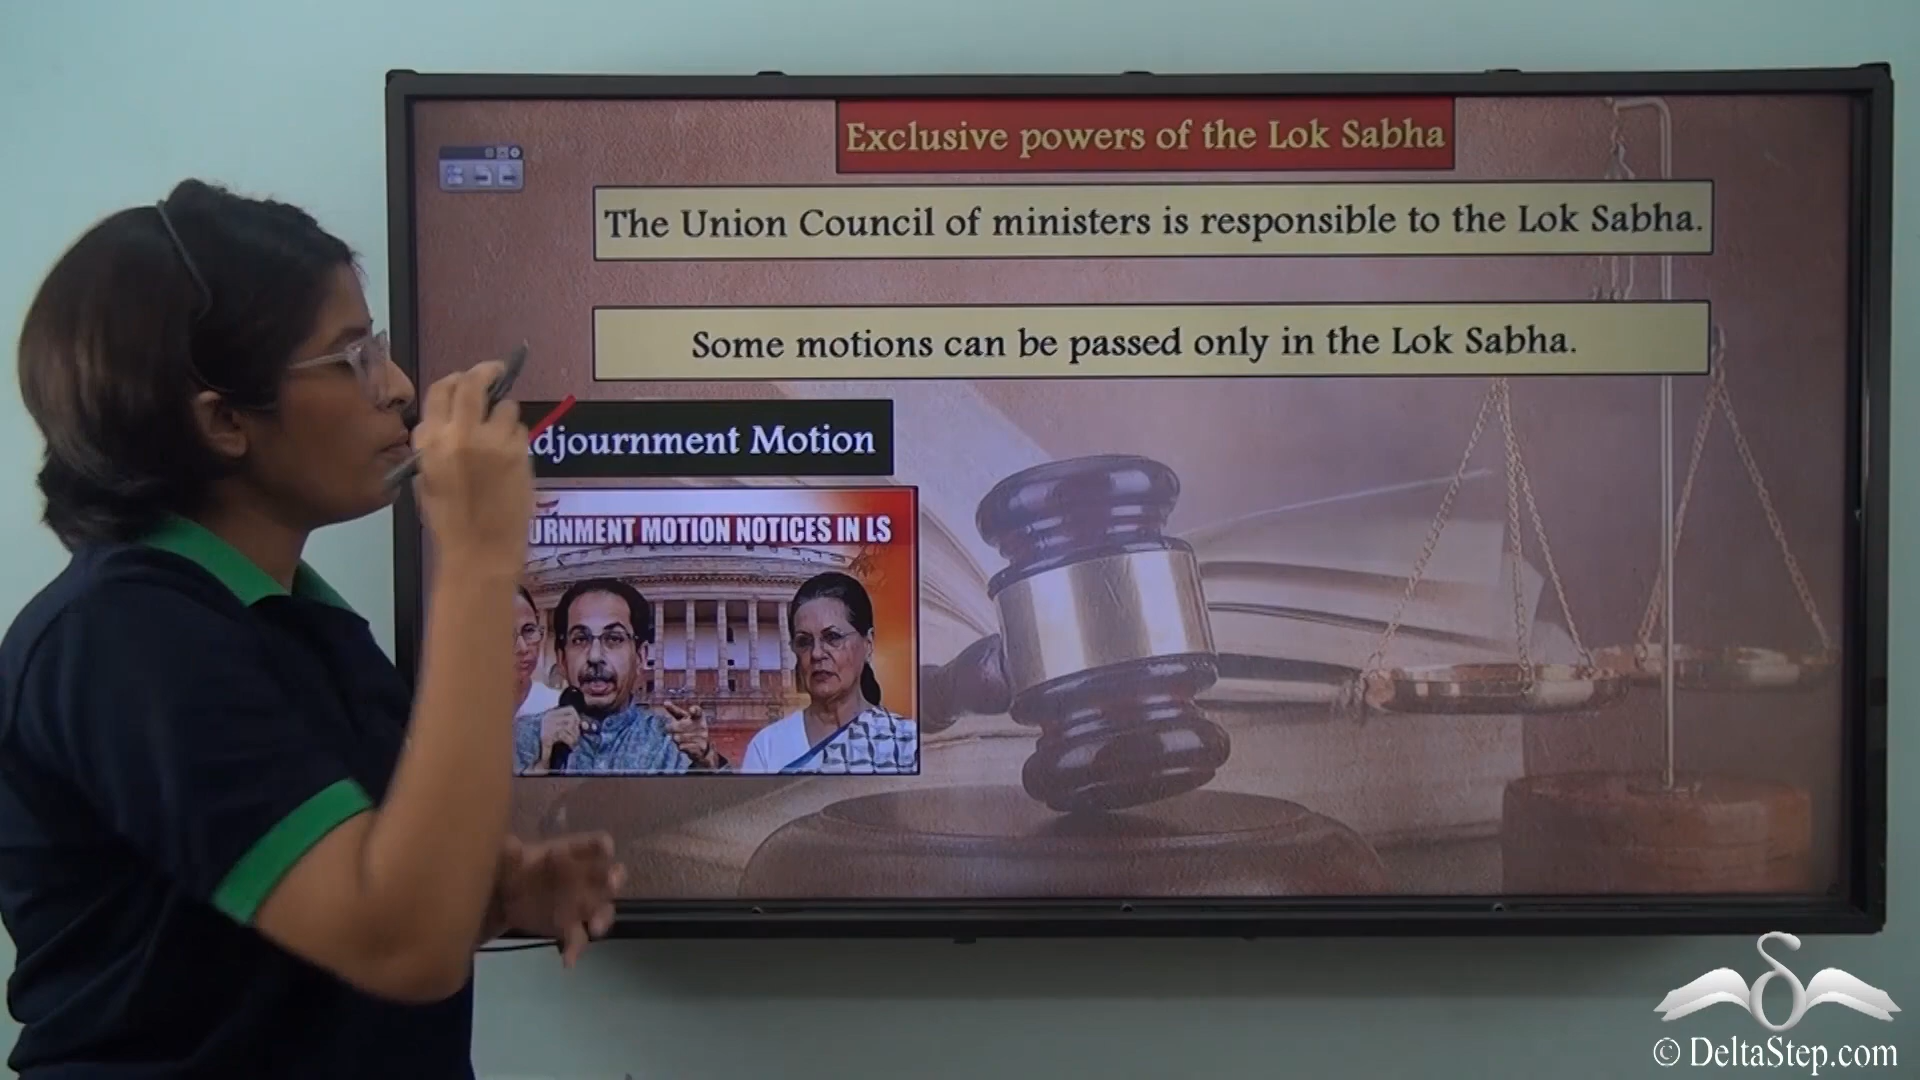 Exclusive powers of the Lok Sabha
The Union Council of ministers is responsible to the Lok Sabha.
Some motions can be passed only in the Lok Sabha.
djournment Motion
URNMENT MOTION NOTICES IN LS
© DeltaStep.com